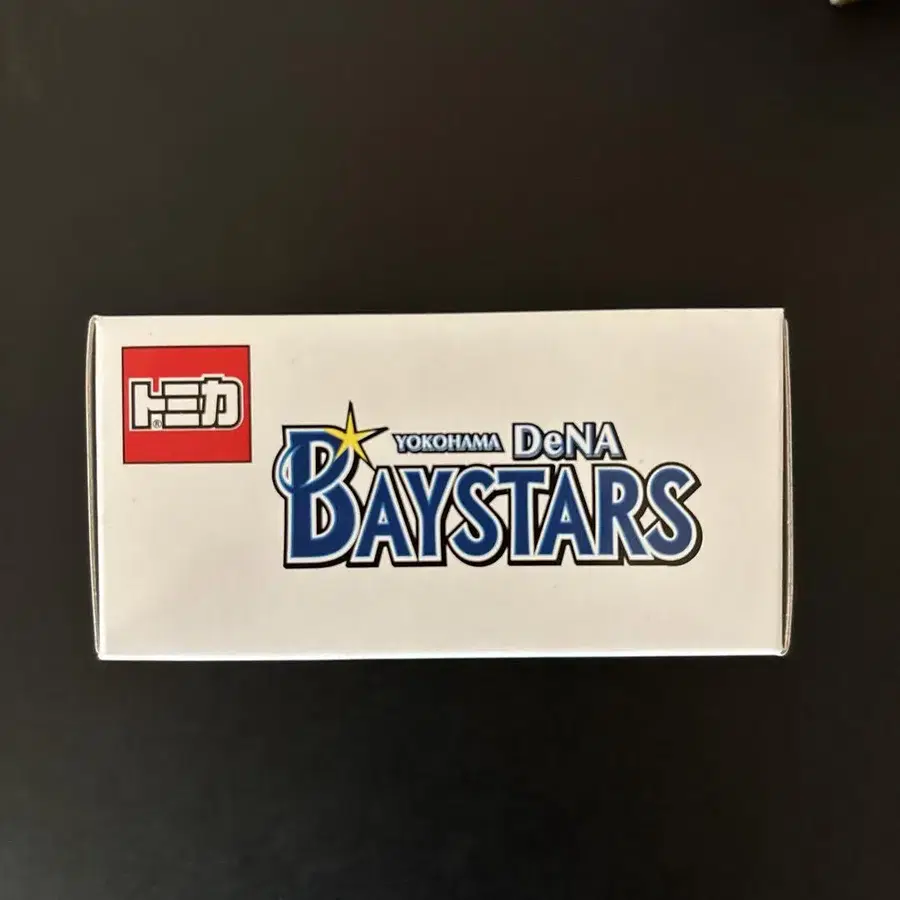 トミカ
®
YOKOHAMA DeNA
BAYSTARS